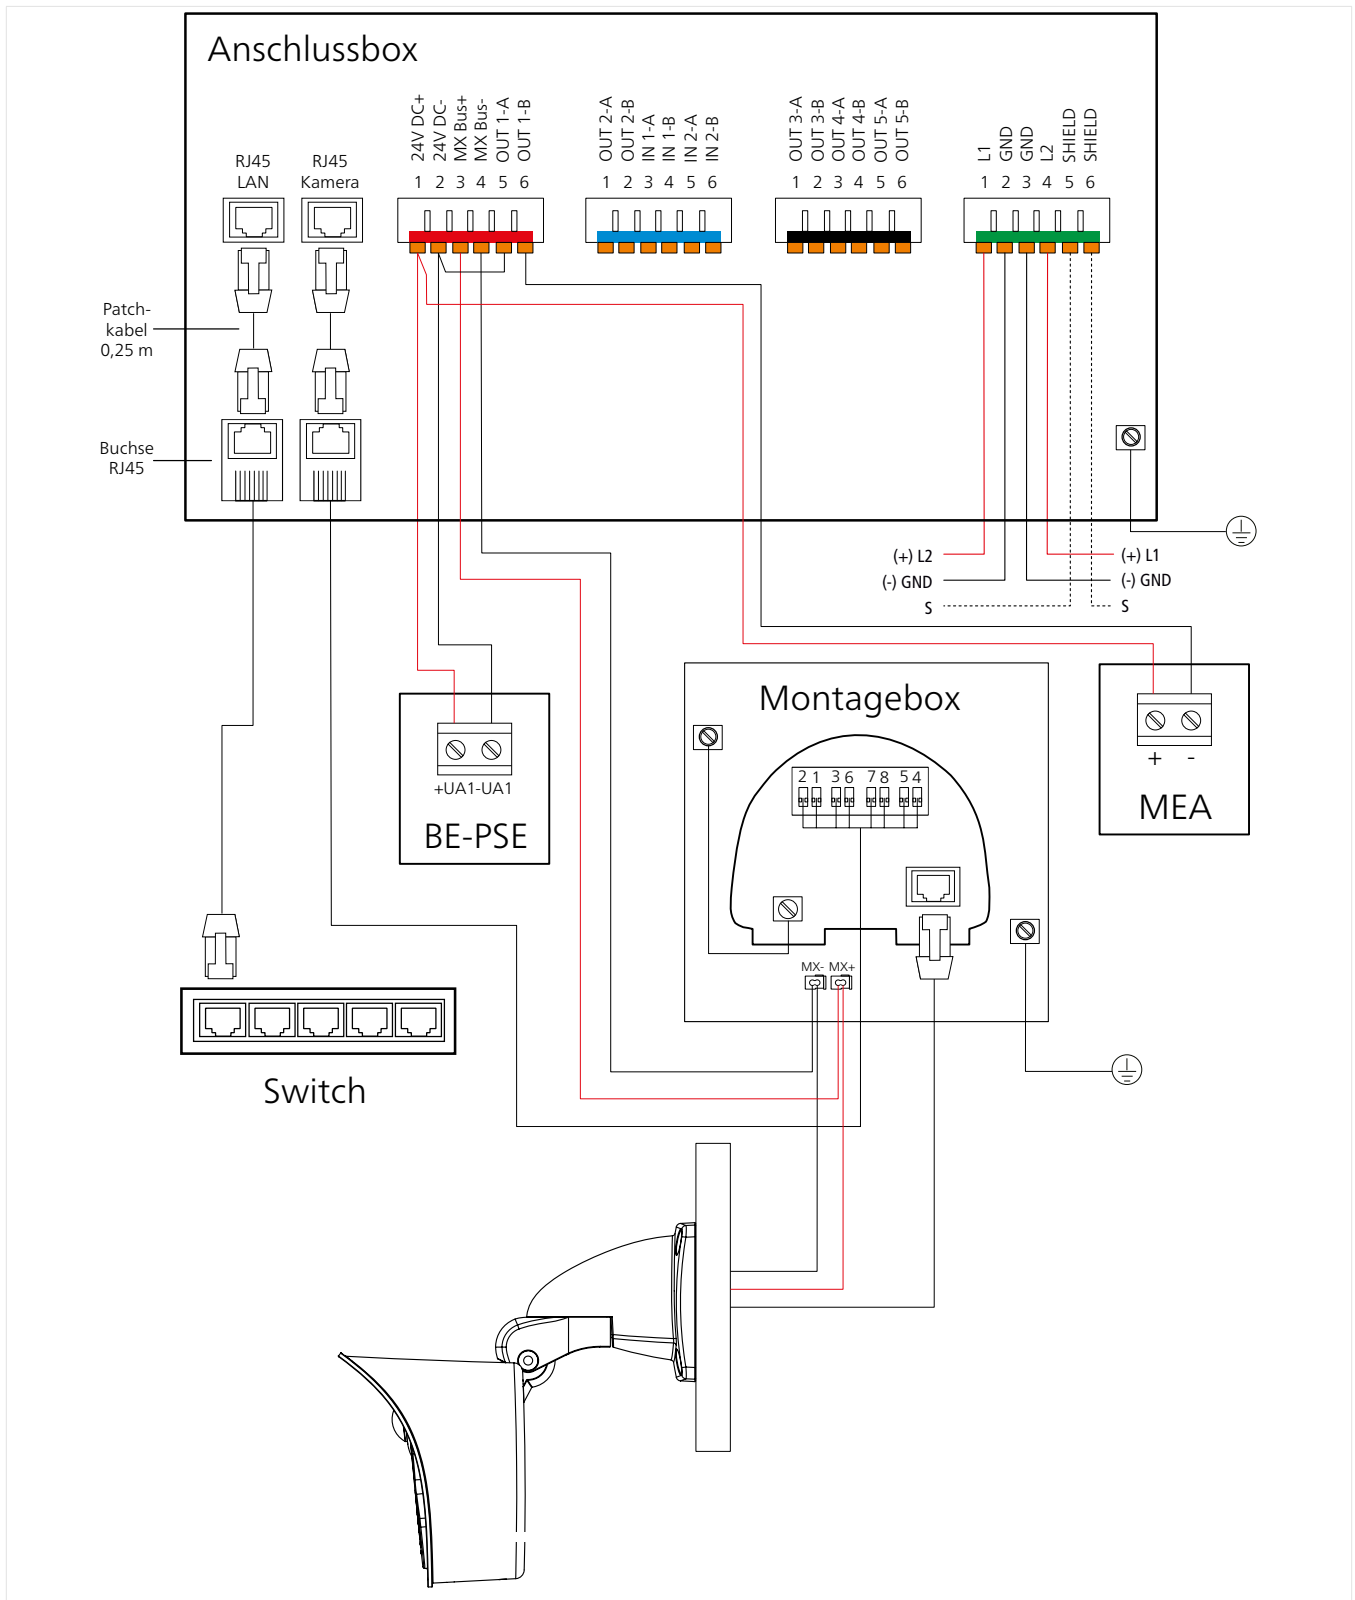 Anschlussbox
RJ45
LAN
RJ45
Kamera
24V DC+
24V DC-
MX Bus+
MX Bus-
OUT 1-A
OUT 1-B
1 2 3 4 5 6
OUT 2-A
OUT 2-B
IN 1-A
IN 1-B
IN 2-A
IN 2-B
1 2 3 4 5 6
OUT 3-A
OUT 3-B
OUT 4-A
OUT 4-B
OUT 5-A
OUT 5-B
1 2 3 4 5 6
L1
GND
GND
L2
SHIELD
SHIELD
1 2 3 4 5 6
Patch-
kabel
0,25 m
Buchse
RJ45
(+) L2
(-) GND
S
(+) L1
(-) GND
S
+UA1-UA1
BE-PSE
Montagebox
2 1 3 6 7 8 5 4
MX- MX+
+ -
MEA
Switch